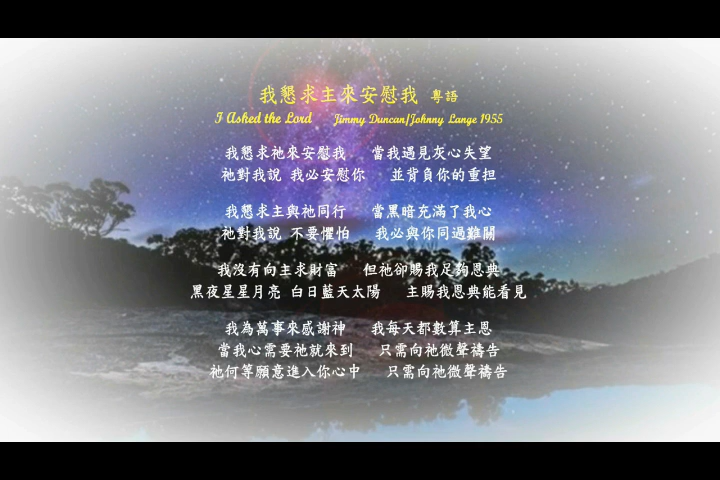 我懇求主來安慰我 粵語
I Asked the Lord Jimmy Duncan/Johnny Lange 1955
我懇求祂來安慰我 當我遇見灰心失望
祂對我說 我必安慰你 並背負你的重担
我懇求主與祂同行 當黑暗充滿了我心
祂對我說 不要懼怕 我必與你同過難關
我沒有向主求財富 但祂卻賜我足夠恩典
黑夜星星月亮 白日藍天太陽 主賜我恩典能看見
我為萬事來感謝神 我每天都數算主恩
當我心需要祂就來到 只需向祂微聲禱告
祂何等願意進入你心中 只需向祂微聲禱告